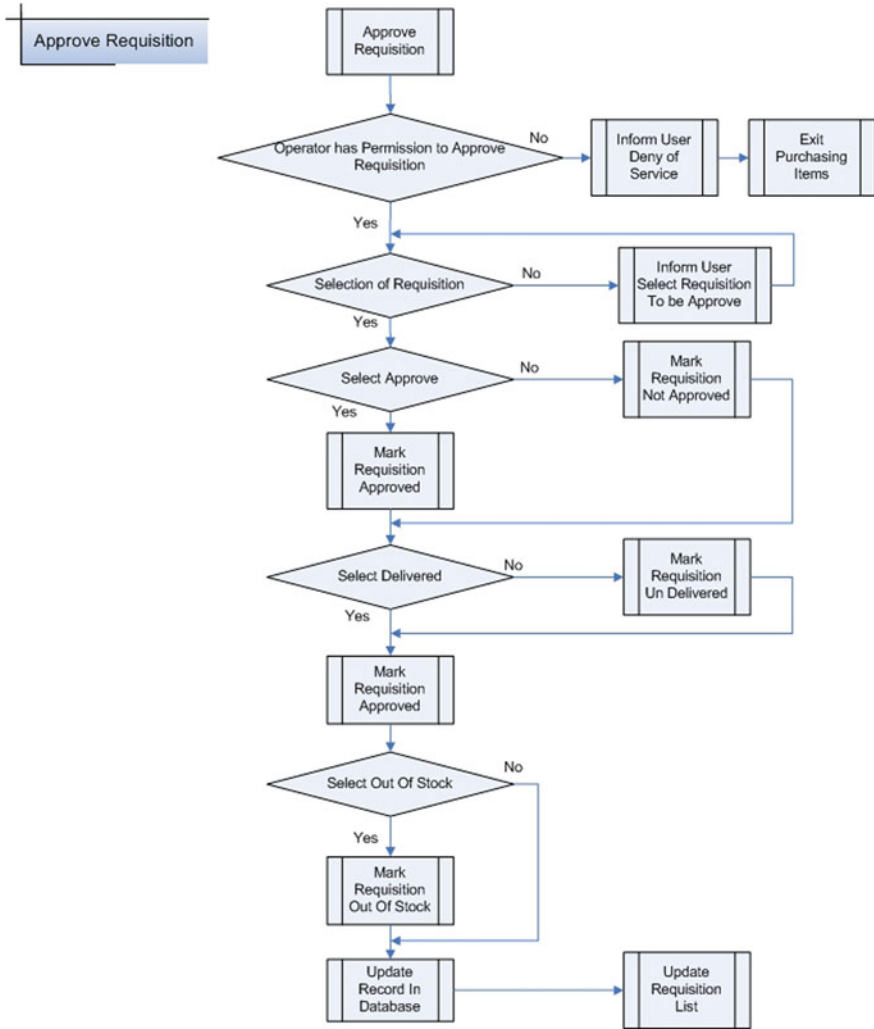 Approve Requisition
Approve
Requisition
Operator has Permission to Approve
Requisition
No
Inform User
Deny of
Service
Exit
Purchasing
Items
Yes
Selection of Requisition
No
Inform User
Select Requisition
To be Approve
Yes
Select Approve
No
Mark
Requisition
Not Approved
Yes
Mark
Requisition
Approved
Select Delivered
No
Mark
Requisition
Un Delivered
Yes
Mark
Requisition
Approved
Select Out Of Stock
No
Yes
Mark
Requisition
Out Of Stock
Update
Record In
Database
Update
Requisition
List